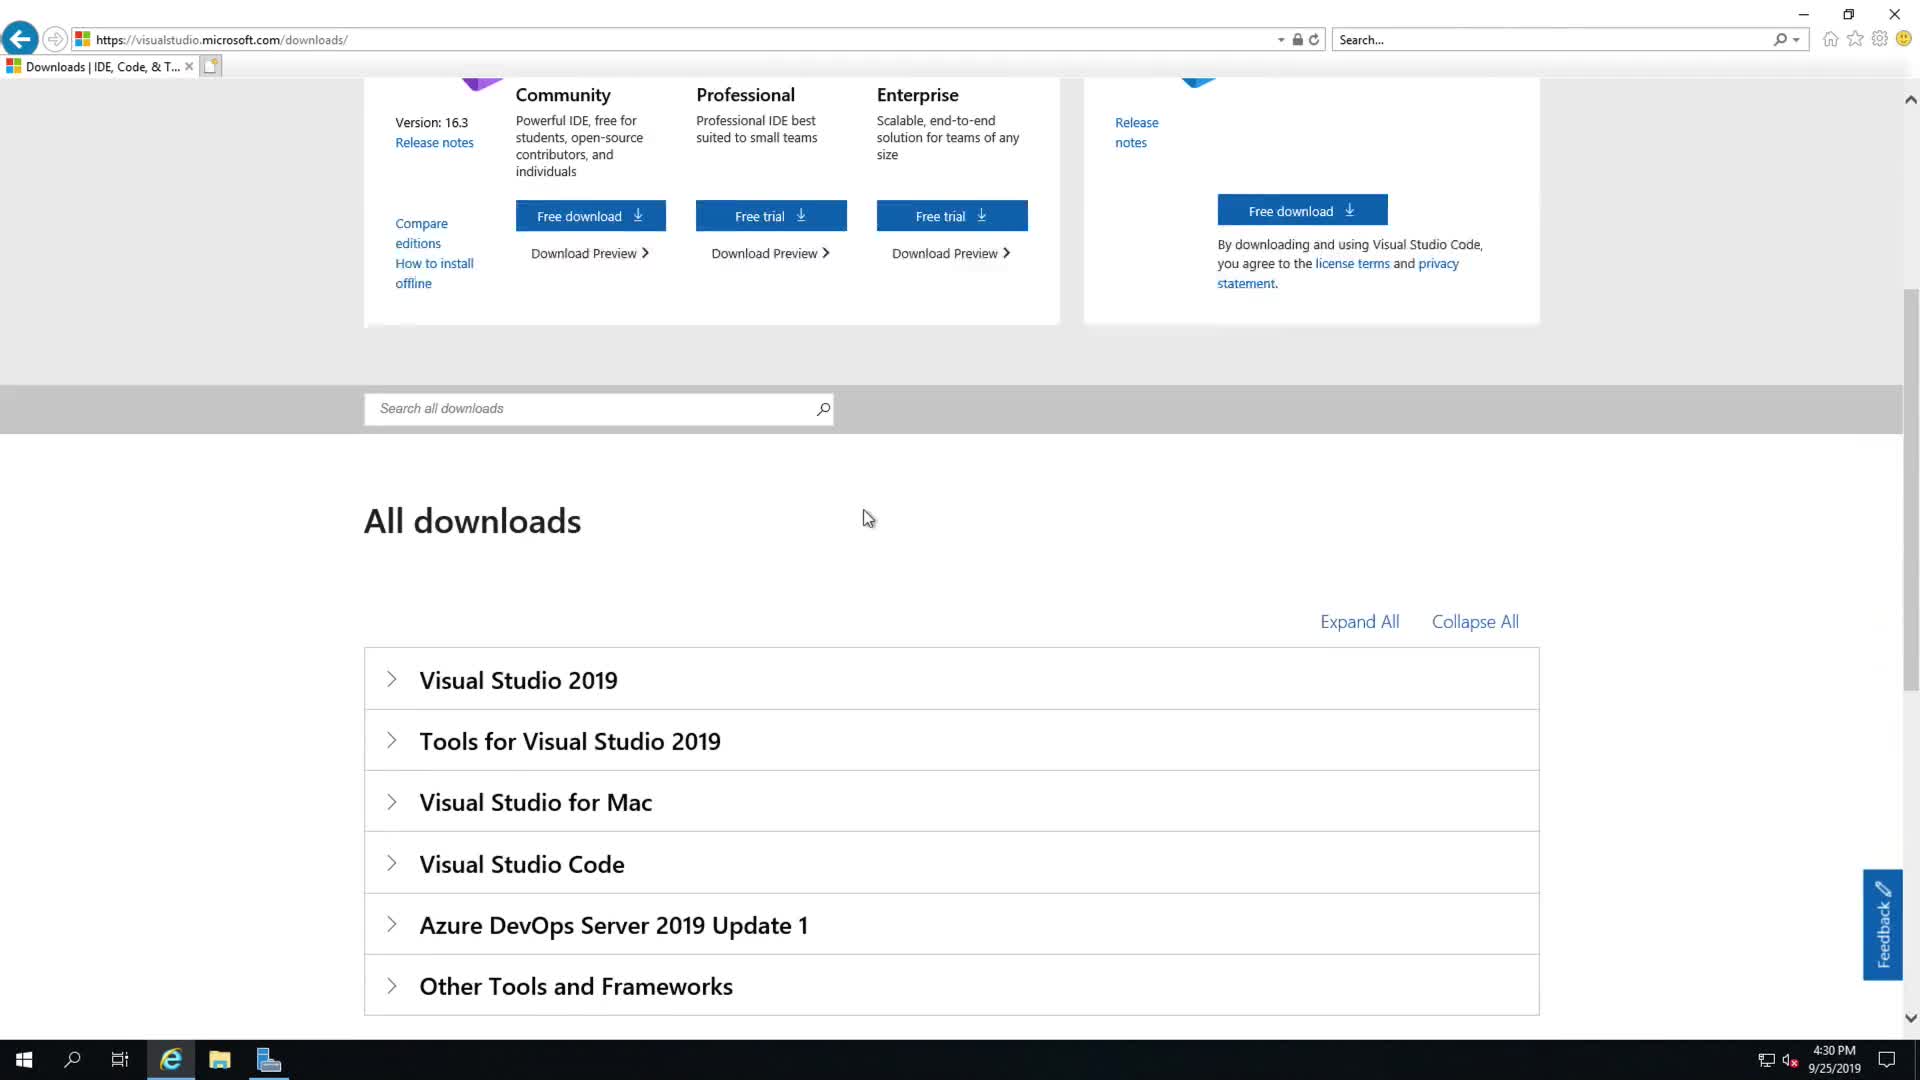 https://visualstudio.microsoft.com/downloads/
Search...
Downloads | IDE, Code, & T...
Community
Professional
Enterprise
Version: 16.3
Release notes
Powerful IDE, free for
students, open-source
contributors, and
individuals
Professional IDE best
suited to small teams
Scalable, end-to-end
solution for teams of any
size
Release
notes
Compare
editions
How to install
offline
Free download
Free trial
Free trial
Download Preview
Download Preview
Download Preview
Free download
By downloading and using Visual Studio Code,
you agree to the license terms and privacy
statement.
Search all downloads
All downloads
Expand All
Collapse All
Visual Studio 2019
Tools for Visual Studio 2019
Visual Studio for Mac
Visual Studio Code
Azure DevOps Server 2019 Update 1
Other Tools and Frameworks
Feedback
4:30 PM
9/25/2019